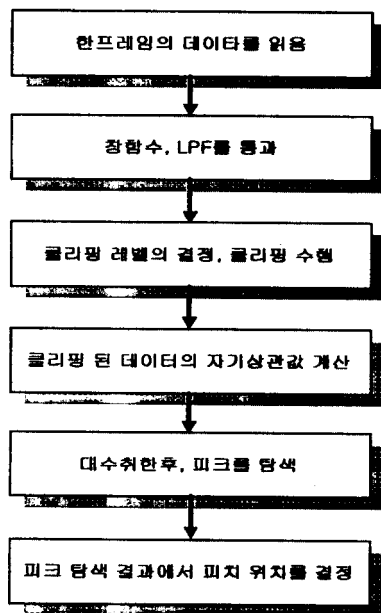 한프레임의 데이타를 읽음
창함수, LPF를 통과
클리핑 레벨의 결정, 클리핑 수행
클리핑 된 데이터의 자기상관값 계산
대수취한후, 피크를 탐색
피크 탐색 결과에서 피치 위치를 결정